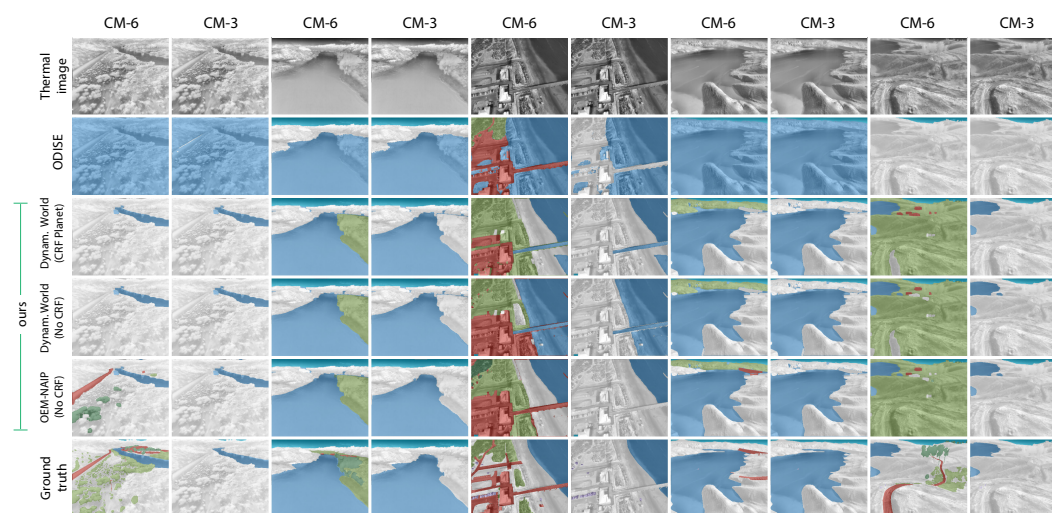 CM-6 CM-3 CM-6 CM-3 CM-6 CM-3 CM-6 CM-3 CM-6 CM-3
Thermal
image
ODISE
ours
Dynam. World
(CRF Planet)
Dynam.World
(No CRF)
OEM-NAIP
(No CRF)
Ground
truth